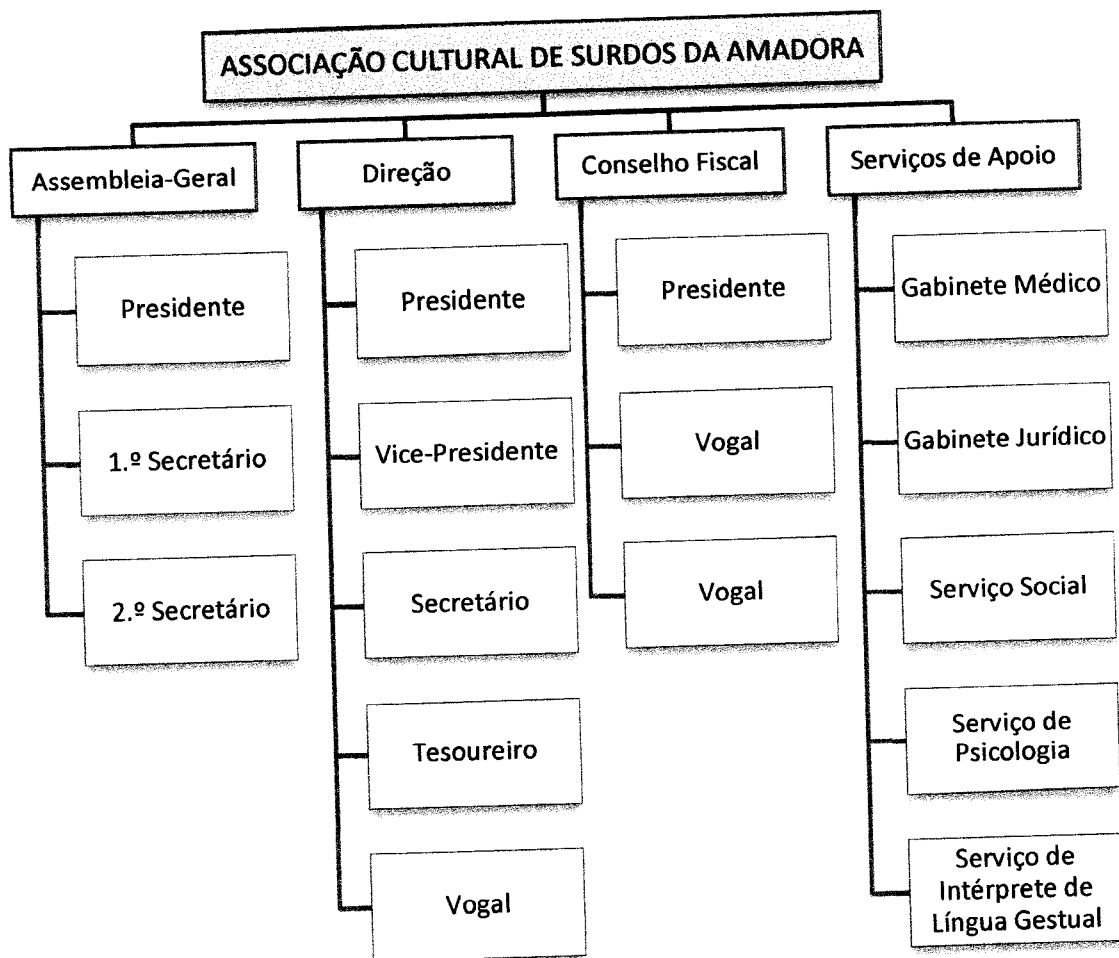 ASSOCIAÇÃO CULTURAL DE SURDOS DA AMADORA
Assembleia-Geral
Presidente
1.º Secretário
2.º Secretário
Direção
Presidente
Vice-Presidente
Secretário
Tesoureiro
Vogal
Conselho Fiscal
Presidente
Vogal
Vogal
Serviços de Apoio
Gabinete Médico
Gabinete Jurídico
Serviço Social
Serviço de
Psicologia
Serviço de
Intérprete de
Língua Gestual